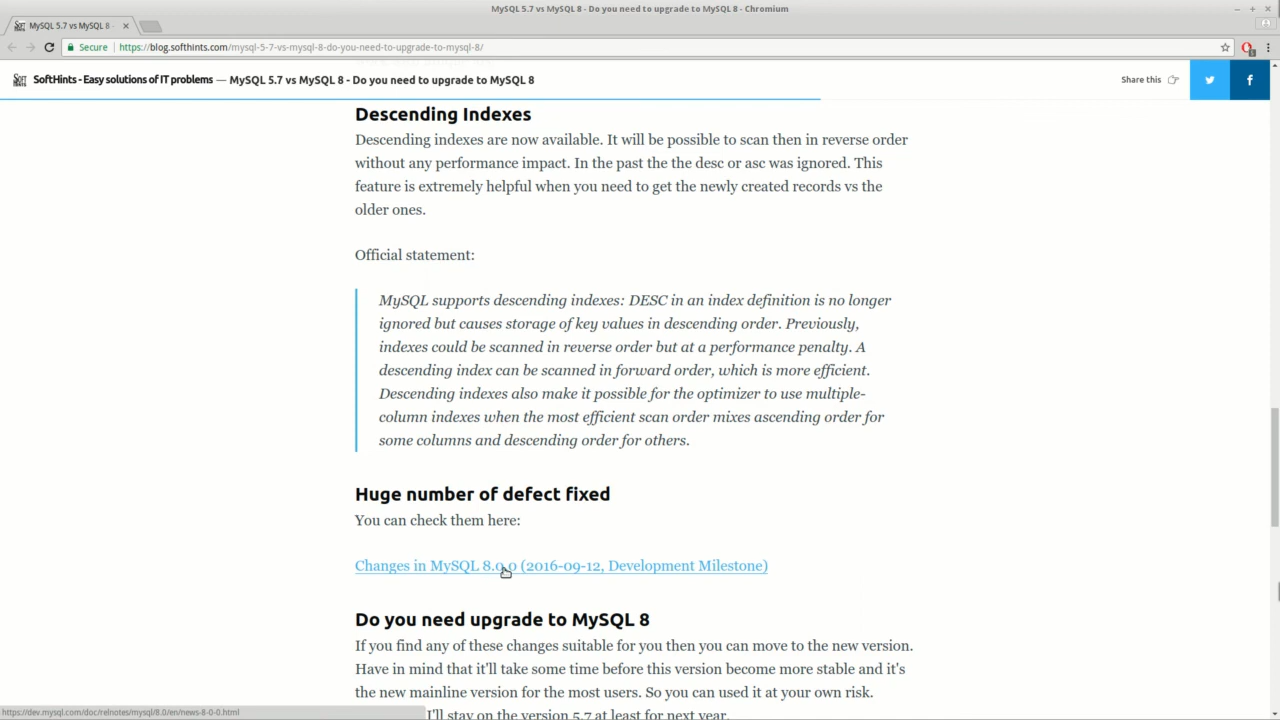 MySQL 5.7 vs MySQL 8 - Do you need to upgrade to MySQL 8 - Chromium
MySQL 5.7 vs MySQL 8 -
Secure
https://blog.softhints.com/mysql-5-7-vs-mysql-8-do-you-need-to-upgrade-to-mysql-8/
SoftHints - Easy solutions of IT problems — MySQL 5.7 vs MySQL 8 - Do you need to upgrade to MySQL 8
Share this
Descending Indexes
Descending indexes are now available. It will be possible to scan then in reverse order
without any performance impact. In the past the the desc or asc was ignored. This
feature is extremely helpful when you need to get the newly created records vs the
older ones.
Official statement:
MySQL supports descending indexes: DESC in an index definition is no longer
ignored but causes storage of key values in descending order. Previously,
indexes could be scanned in reverse order but at a performance penalty. A
descending index can be scanned in forward order, which is more efficient.
Descending indexes also make it possible for the optimizer to use multiple-
column indexes when the most efficient scan order mixes ascending order for
some columns and descending order for others.
Huge number of defect fixed
You can check them here:
Changes in MySQL 8.0.0 (2016-09-12, Development Milestone)
Do you need upgrade to MySQL 8
If you find any of these changes suitable for you then you can move to the new version.
Have in mind that it'll take some time before this version become more stable and it's
the new mainline version for the most users. So you can used it at your own risk.
I'll stay on the version 5.7 at least for next year.
https://dev.mysql.com/doc/relnotes/mysql/8.0/en/news-8-0-0.html